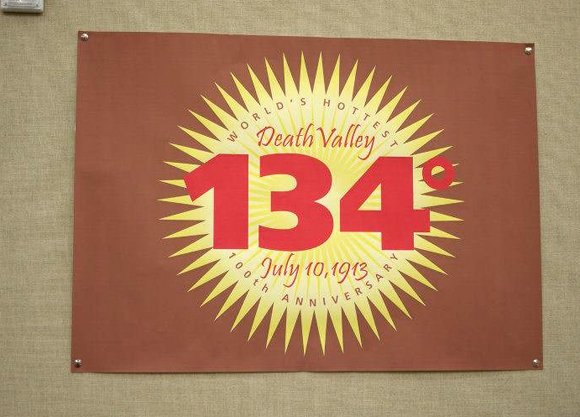 WORLD'S HOTTEST
Death Valley
134°
July 10, 1913
100th ANNIVERSARY